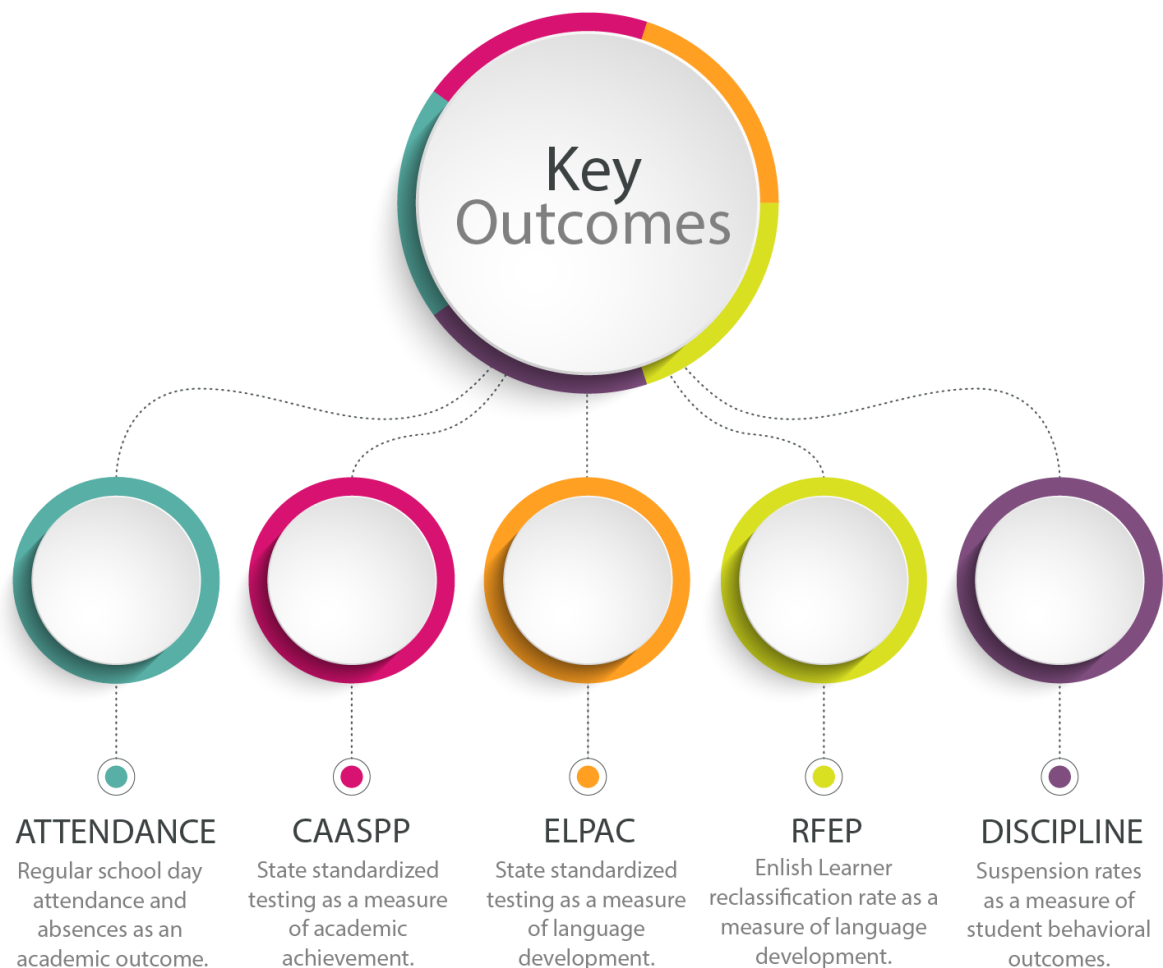 Key
Outcomes
ATTENDANCE
Regular school day
attendance and
absences as an
academic outcome.
CAASPP
State standardized
testing as a measure
of academic
achievement.
ELPAC
State standardized
testing as a measure
of language
development.
RFEP
Enlish Learner
reclassification rate as a
measure of language
development.
DISCIPLINE
Suspension rates
as a measure of
student behavioral
outcomes.